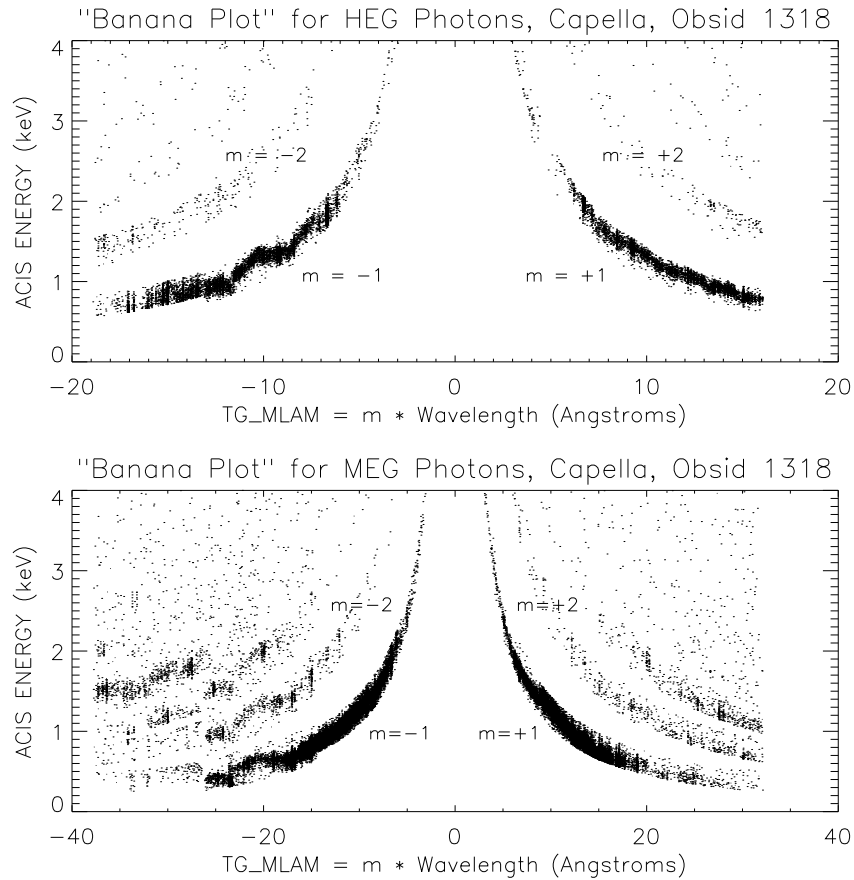 "Banana Plot" for HEG Photons, Capella, Obsid 1318
4
3
2
1
0
ACIS ENERGY (keV)
m = -2
m = +2
m = -1
m = +1
-20
-10
0
10
20
TG_MLAM = m * Wavelength (Angstroms)
"Banana Plot" for MEG Photons, Capella, Obsid 1318
4
3
2
1
0
ACIS ENERGY (keV)
m=-2
m=+2
m=-1
m=+1
-40
-20
0
20
40
TG_MLAM = m * Wavelength (Angstroms)